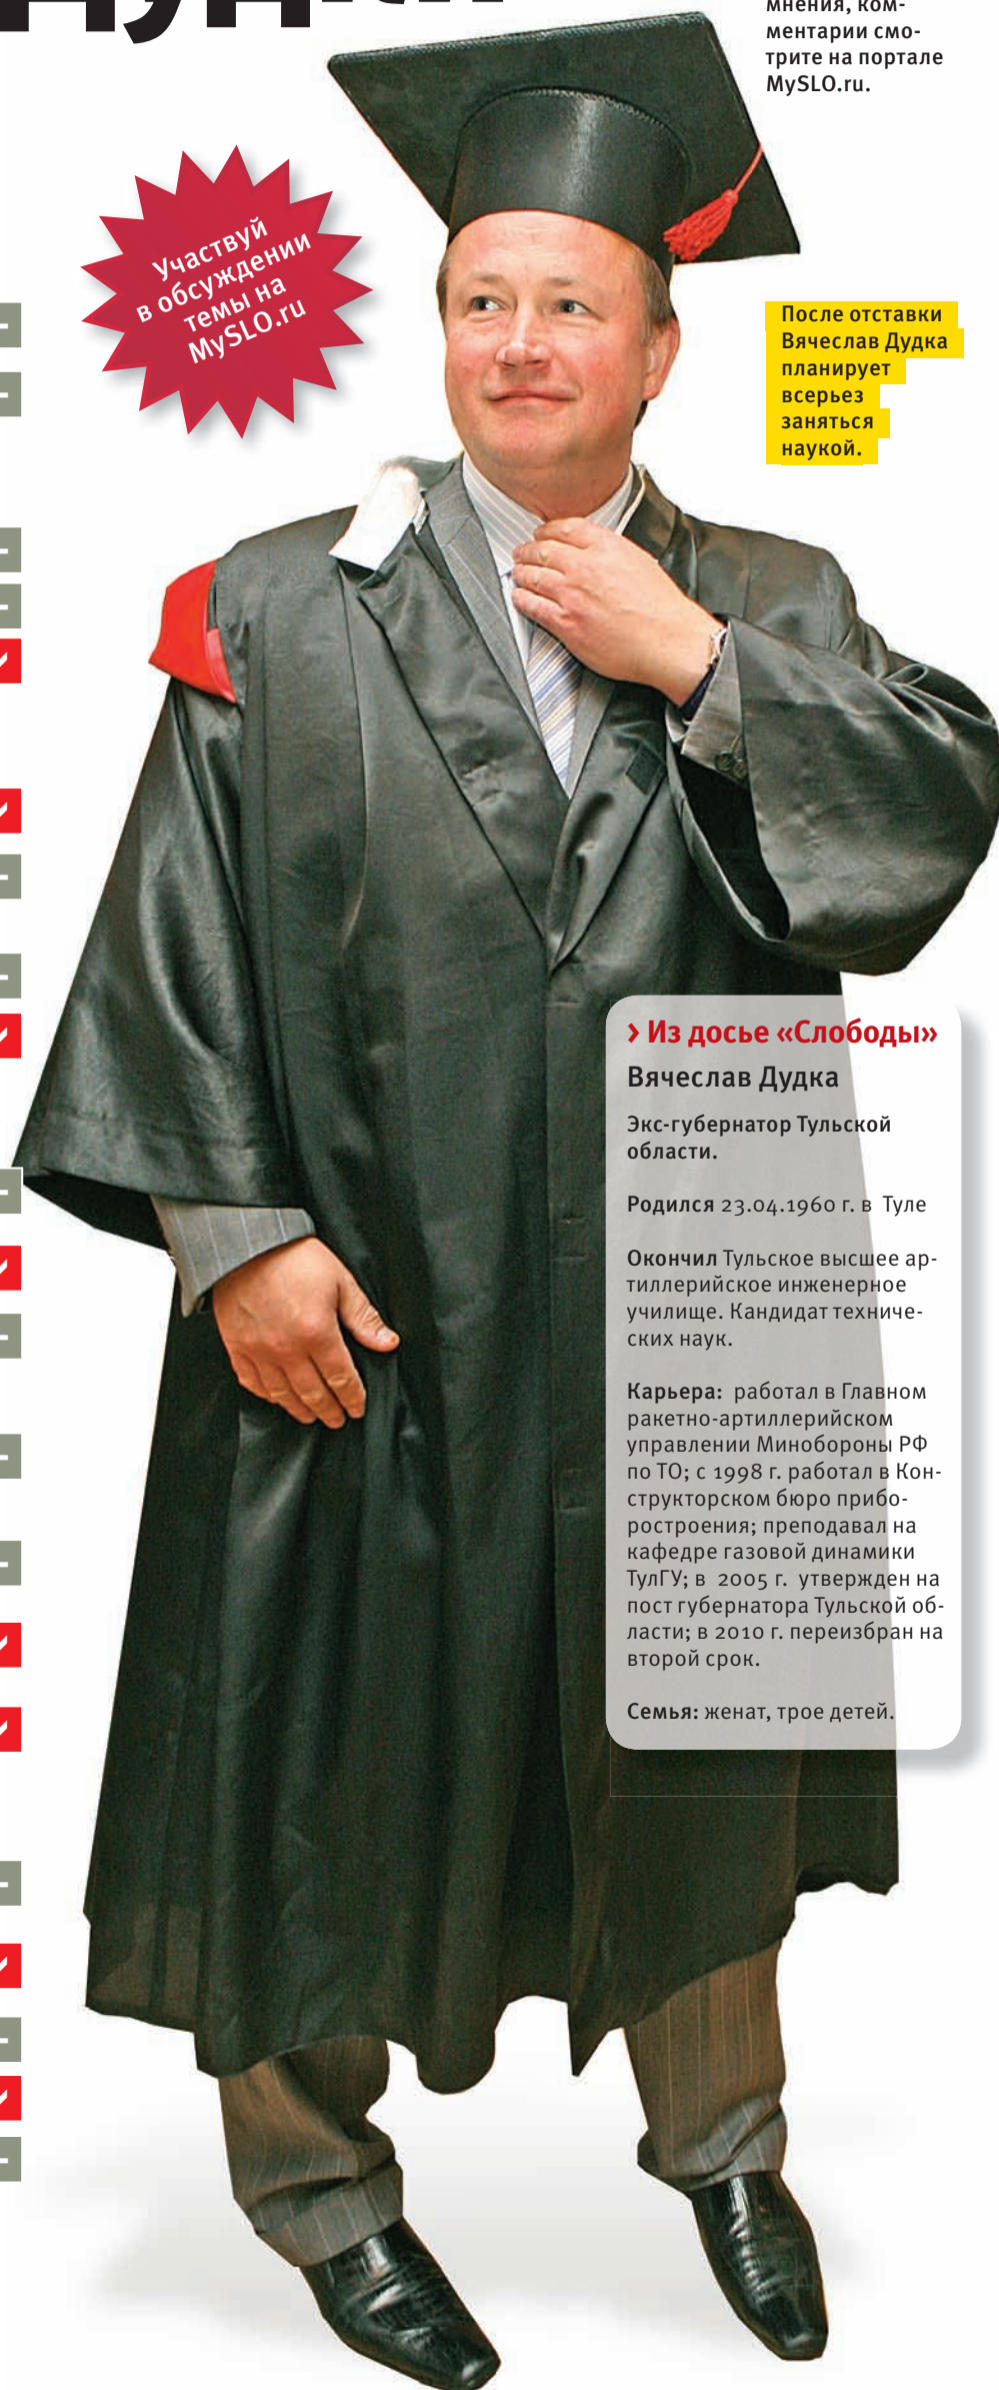 Дудки
мнения, ком-
ментарии смо-
трите на портале
MySLO.ru.
Участвуй
в обсуждении
темы на
MySLO.ru
После отставки
Вячеслав Дудка
планирует
всерьез
заняться
наукой.
› Из досье «Слободы»
Вячеслав Дудка
Экс-губернатор Тульской
области.
Родился 23.04.1960 г. в Туле
Окончил Тульское высшее ар-
тиллерийское инженерное
училище. Кандидат техниче-
ских наук.
Карьера: работал в Главном
ракетно-артиллерийском
управлении Минобороны РФ
по ТО; с 1998 г. работал в Кон-
структорском бюро прибо-
ростроения; преподавал на
кафедре газовой динамики
ТулГУ; в 2005 г. утвержден на
пост губернатора Тульской об-
ласти; в 2010 г. переизбран на
второй срок.
Семья: женат, трое детей.